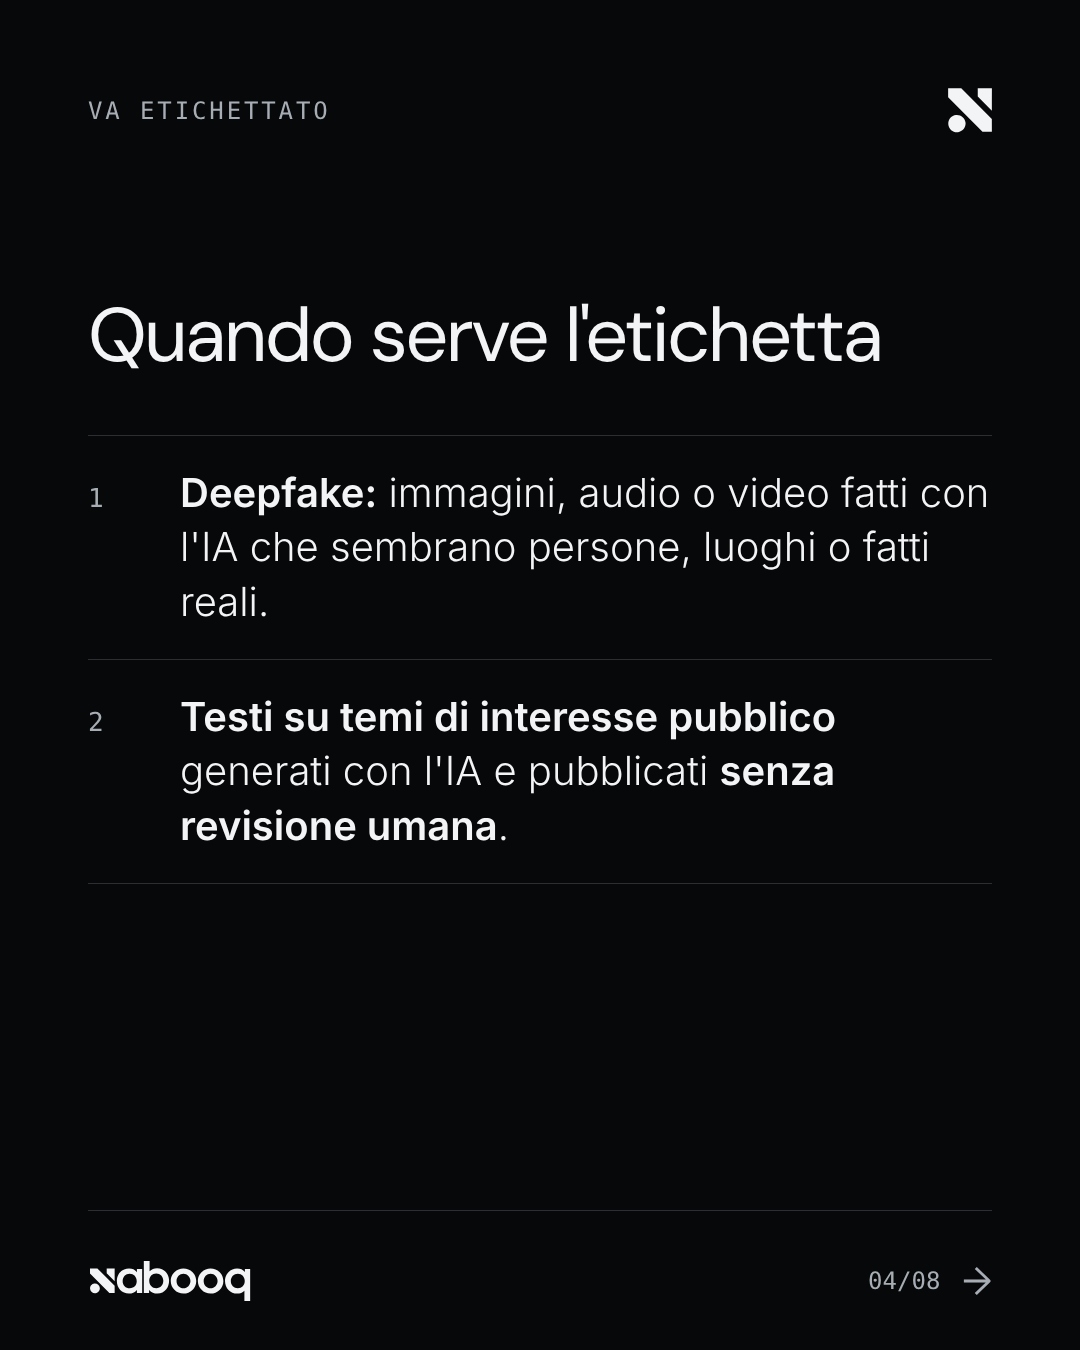 VA ETICHETTATO
Quando serve l'etichetta
1
Deepfake: immagini, audio o video fatti con
l'IA che sembrano persone, luoghi o fatti
reali.
2
Testi su temi di interesse pubblico
generati con l'IA e pubblicati senza
revisione umana.
nabooq
04/08